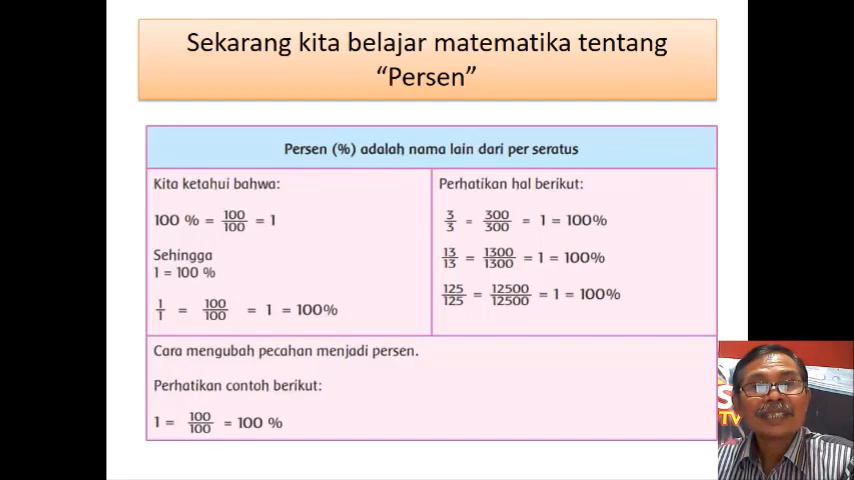 Sekarang kita belajar matematika tentang
“Persen”
Persen (%) adalah nama lain dari per seratus
Kita ketahui bahwa:
100 % = 100/100 = 1
Sehingga
1 = 100 %
1/1 = 100/100 = 1 = 100%
Perhatikan hal berikut:
3/3 = 300/300 = 1 = 100%
13/13 = 1300/1300 = 1 = 100%
125/125 = 12500/12500 = 1 = 100%
Cara mengubah pecahan menjadi persen.
Perhatikan contoh berikut:
1 = 100/100 = 100 %
TV